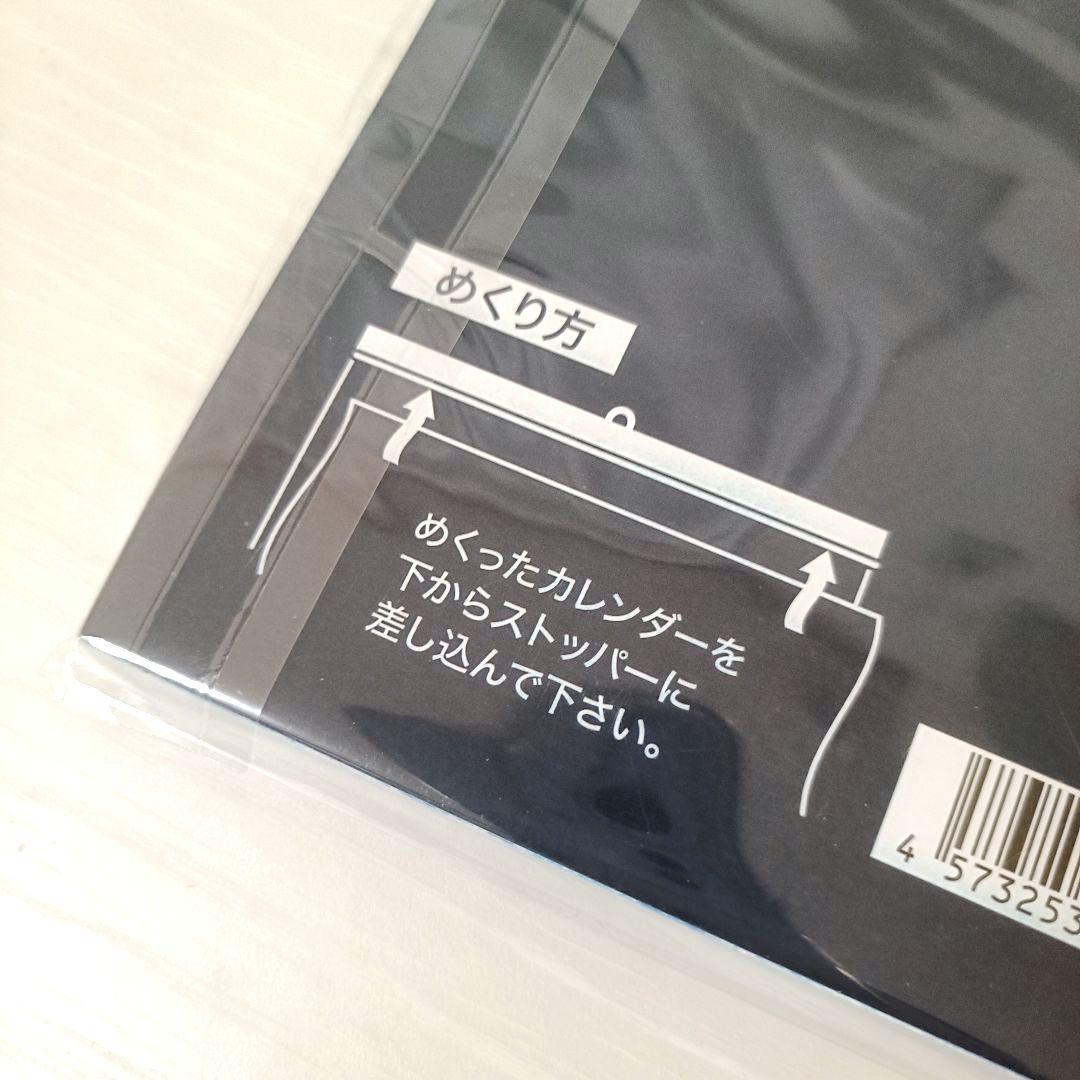 めくり方
めくったカレンダーを
下からストッパーに
差し込んで下さい。
4 573253